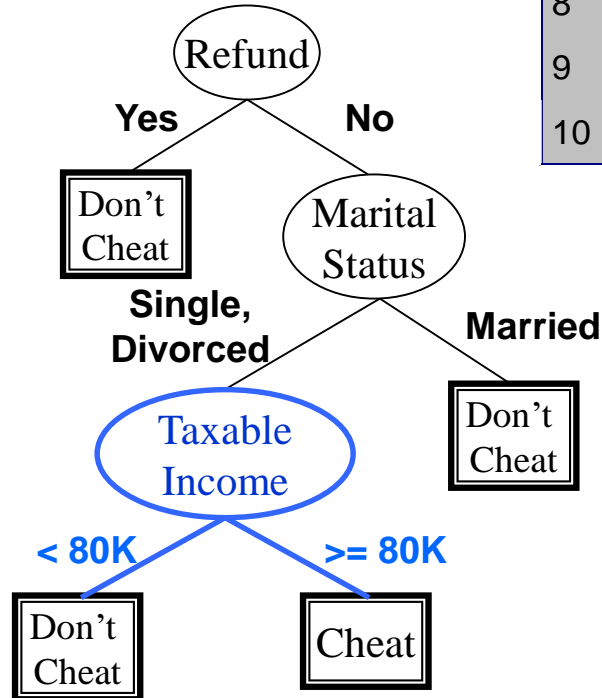 8
9
10
Refund
Yes
No
Don't
Cheat
Marital
Status
Single,
Divorced
Married
Taxable
Income
Don't
Cheat
< 80K
>= 80K
Don't
Cheat
Cheat